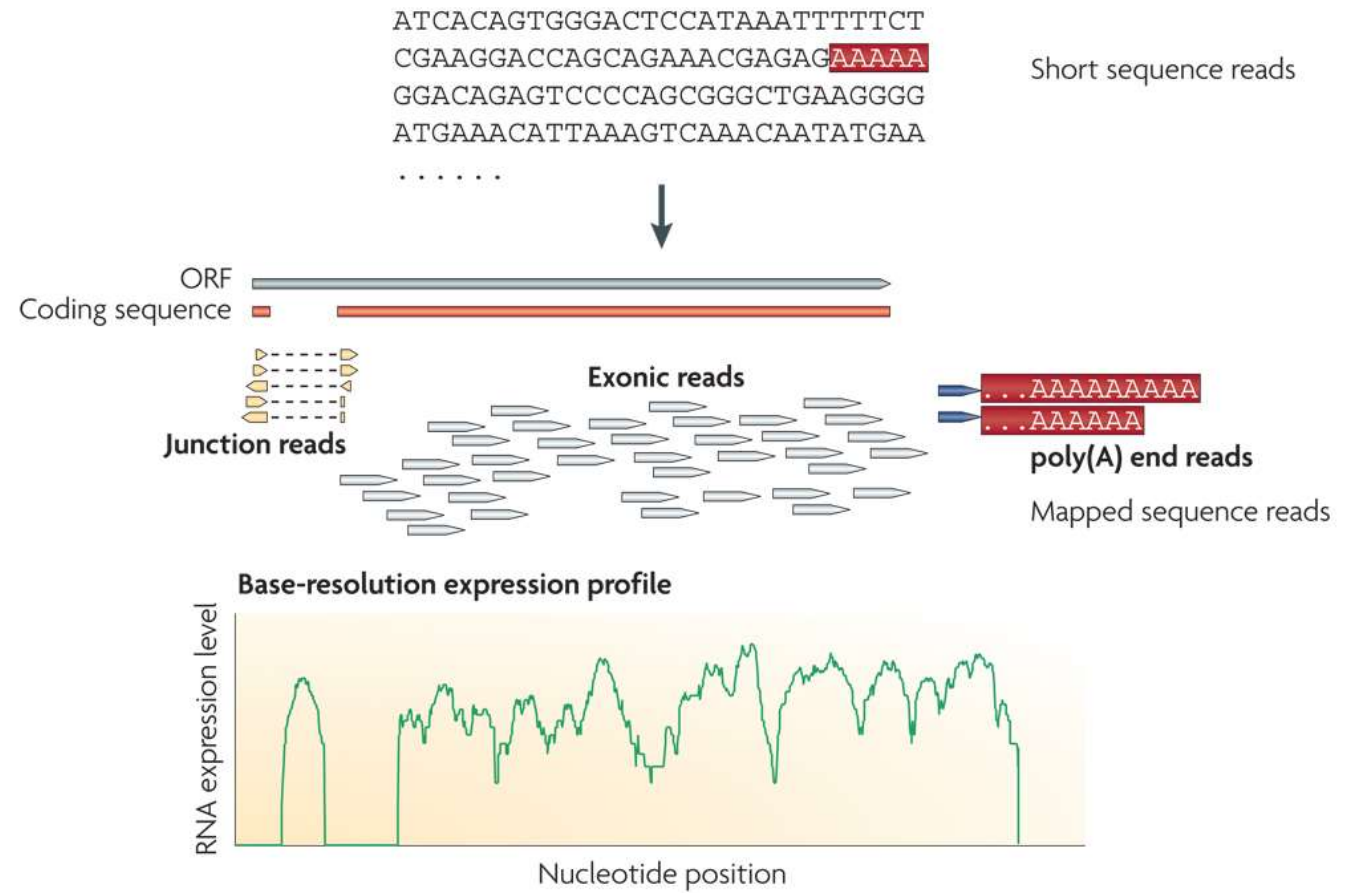 ATCACAGTGGGACTCCATAAATTTTTCT
CGAAGGACCAGCAGAAACGAGAGAAAAA
GGACAGAGTCCCCAGCGGGCTGAAGGGG
ATGAAACATTAAAGTCAAACAATATGAA
. . . . . .
Short sequence reads
ORF
Coding sequence
Exonic reads
Junction reads
...AAAAAAAAA
...AAAAAA
poly(A) end reads
Mapped sequence reads
Base-resolution expression profile
RNA expression level
Nucleotide position